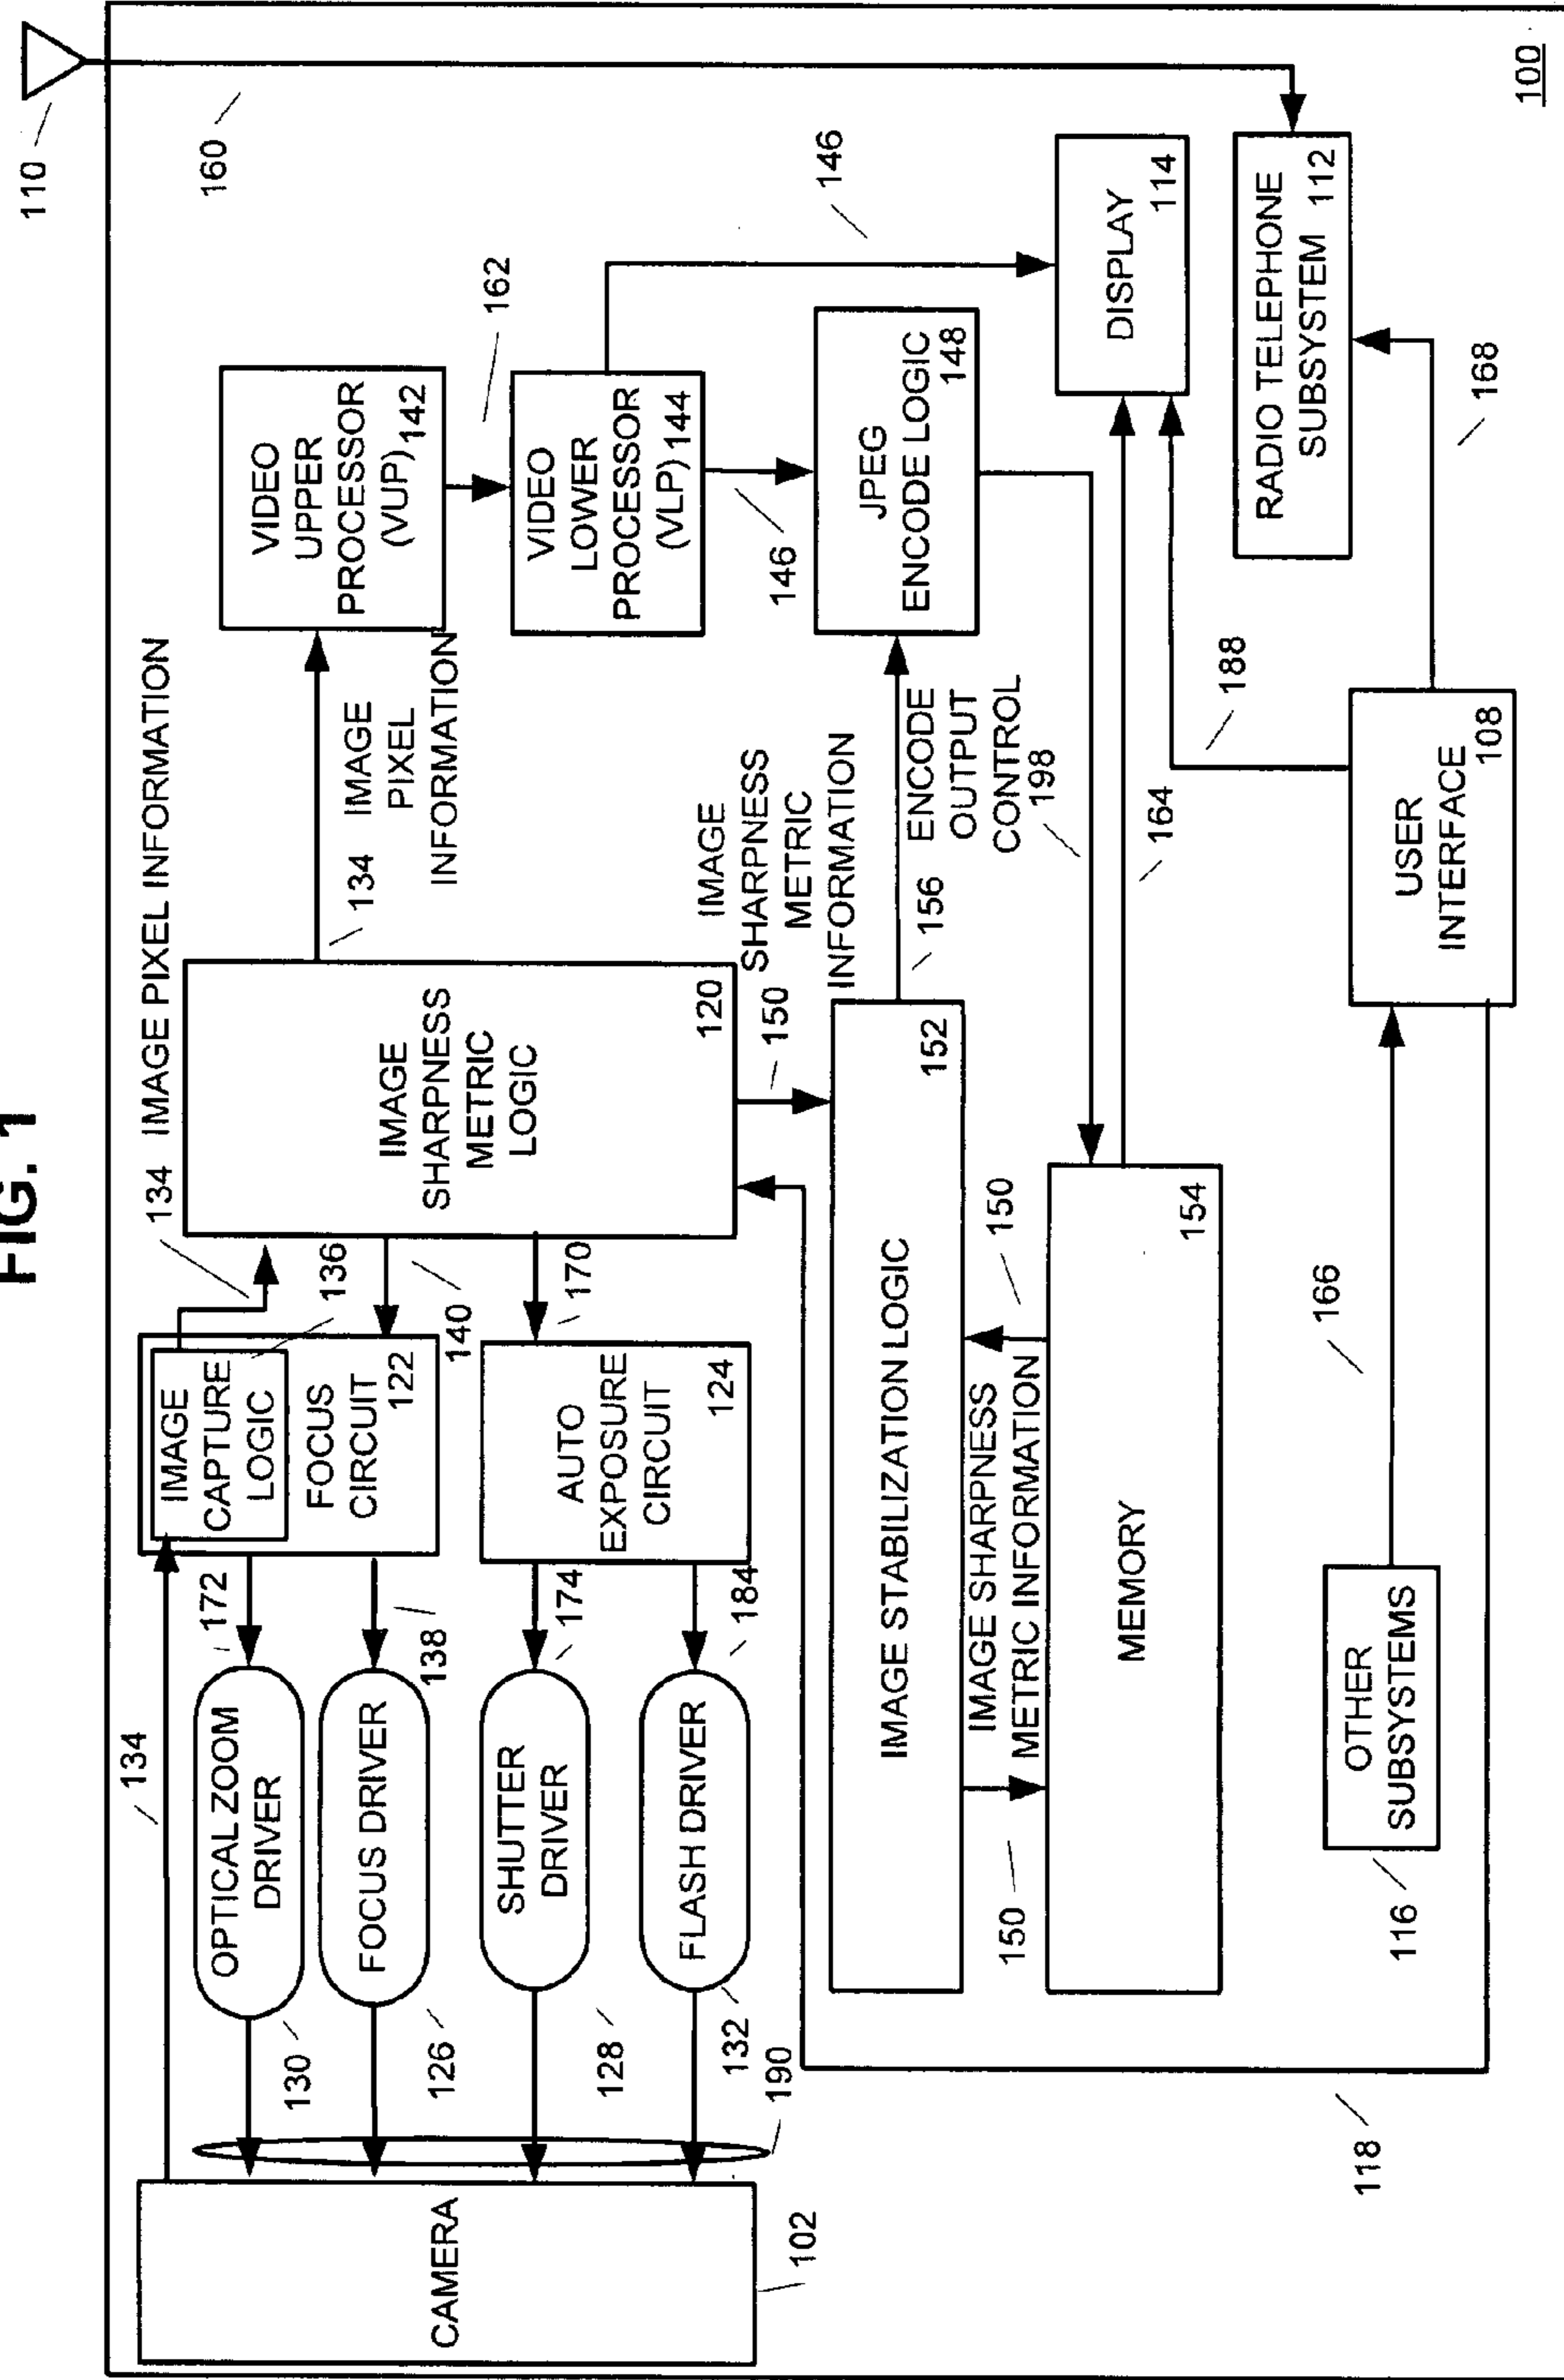 FIG. 1
100
110
160
CAMERA
102
134
OPTICAL ZOOM
DRIVER
130
172
FOCUS DRIVER
126
138
SHUTTER
DRIVER
128
174
FLASH DRIVER
132
184
190
IMAGE
CAPTURE
LOGIC
136
FOCUS
CIRCUIT
122
140
AUTO
EXPOSURE
CIRCUIT
124
170
134 IMAGE PIXEL INFORMATION
IMAGE
SHARPNESS
METRIC
LOGIC
120
134 IMAGE
PIXEL
INFORMATION
VIDEO
UPPER
PROCESSOR
(VUP) 142
162
VIDEO
LOWER
PROCESSOR
(VLP) 144
146
146
150
IMAGE
SHARPNESS
METRIC
INFORMATION
IMAGE STABILIZATION LOGIC
152
156 ENCODE
OUTPUT
CONTROL
198
JPEG
ENCODE LOGIC
148
DISPLAY
114
150
IMAGE SHARPNESS
METRIC INFORMATION
150
MEMORY
154
164
188
RADIO TELEPHONE
SUBSYSTEM 112
168
OTHER
SUBSYSTEMS
116
166
USER
INTERFACE
108
118